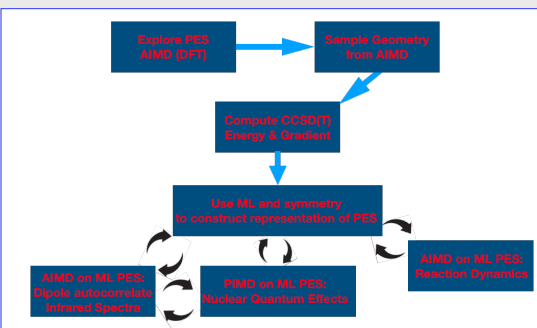 Explore PES
AIMD (DFT)
Sample Geometry
from AIMD
Compute CCSD(T)
Energy & Gradient
Use ML and symmetry
to construct representation of PES
AIMD on ML PES:
Dipole autocorrelate
Infrared Spectra
PIMD on ML PES:
Nuclear Quantum Effects
AIMD on ML PES:
Reaction Dynamics